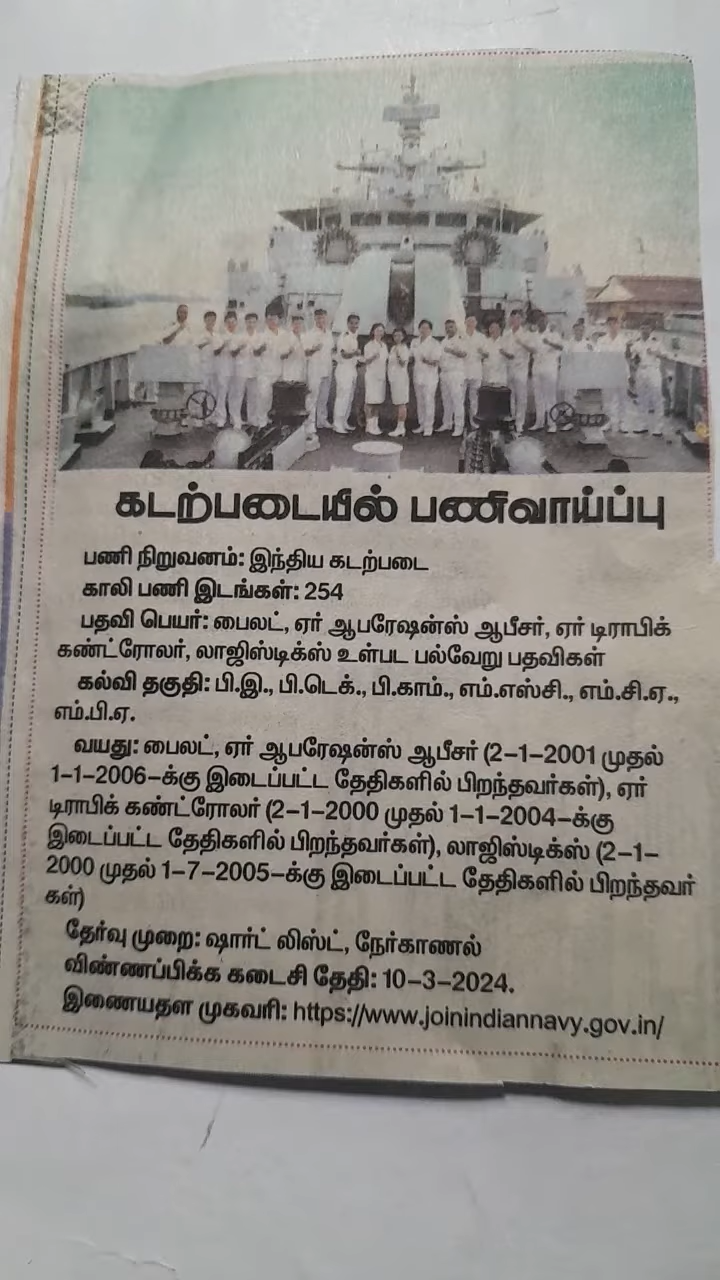 கடற்படையில் பணிவாய்ப்பு
பணி நிறுவனம்: இந்திய கடற்படை
காலி பணி இடங்கள்: 254
பதவி பெயர்: பைலட், ஏர் ஆபரேஷன்ஸ் ஆபீசர், ஏர் டிராபிக்
கண்ட்ரோலர், லாஜிஸ்டிக்ஸ் உள்பட பல்வேறு பதவிகள்
கல்வி தகுதி: பி.இ., பி.டெக்., பி.காம்., எம்.எஸ்சி., எம்.சி.ஏ.,
எம்.பி.ஏ.
வயது: பைலட், ஏர் ஆபரேஷன்ஸ் ஆபீசர் (2-1-2001 முதல்
1-1-2006-க்கு இடைப்பட்ட தேதிகளில் பிறந்தவர்கள்), ஏர்
டிராபிக் கண்ட்ரோலர் (2-1-2000 முதல் 1-1-2004-க்கு
இடைப்பட்ட தேதிகளில் பிறந்தவர்கள்), லாஜிஸ்டிக்ஸ் (2-1-
2000 முதல் 1-7-2005-க்கு இடைப்பட்ட தேதிகளில் பிறந்தவர்
கள்)
தேர்வு முறை: ஷார்ட் லிஸ்ட், நேர்காணல்
விண்ணப்பிக்க கடைசி தேதி: 10-3-2024.
இணையதள முகவரி: https://www.joinindiannavy.gov.in/